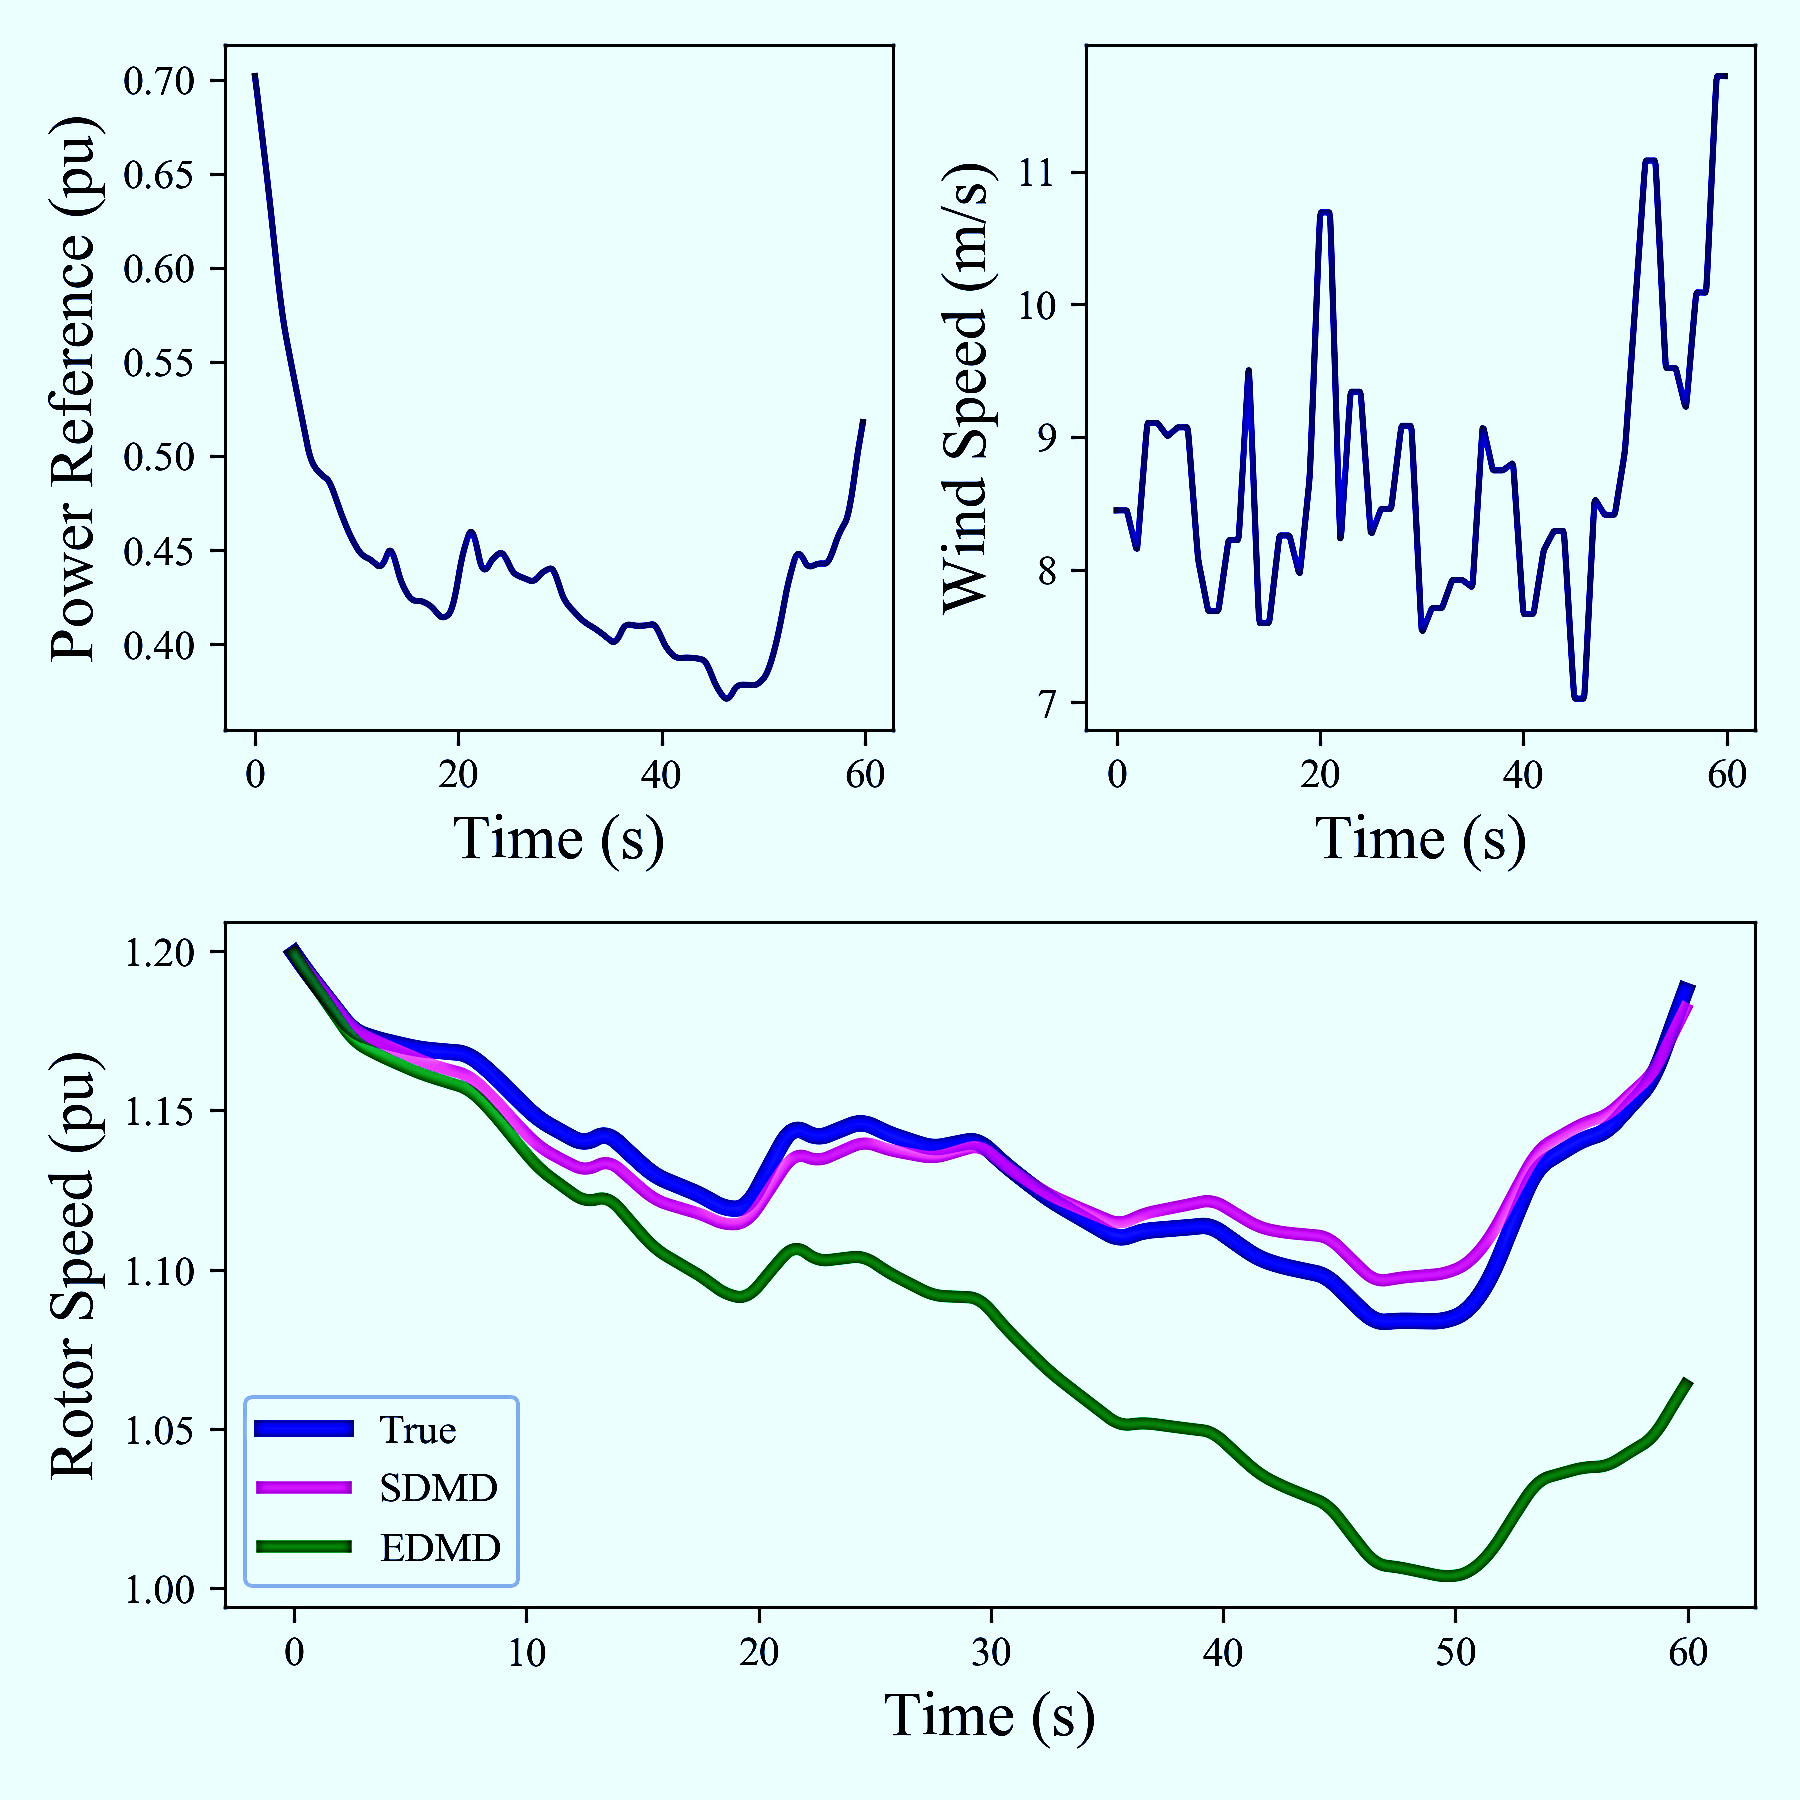 Power Reference (pu)
0.70
0.65
0.60
0.55
0.50
0.45
0.40
0 20 40 60
Time (s)
Wind Speed (m/s)
11
10
9
8
7
0 20 40 60
Time (s)
Rotor Speed (pu)
1.20
1.15
1.10
1.05
1.00
True
SDMD
EDMD
0 10 20 30 40 50 60
Time (s)